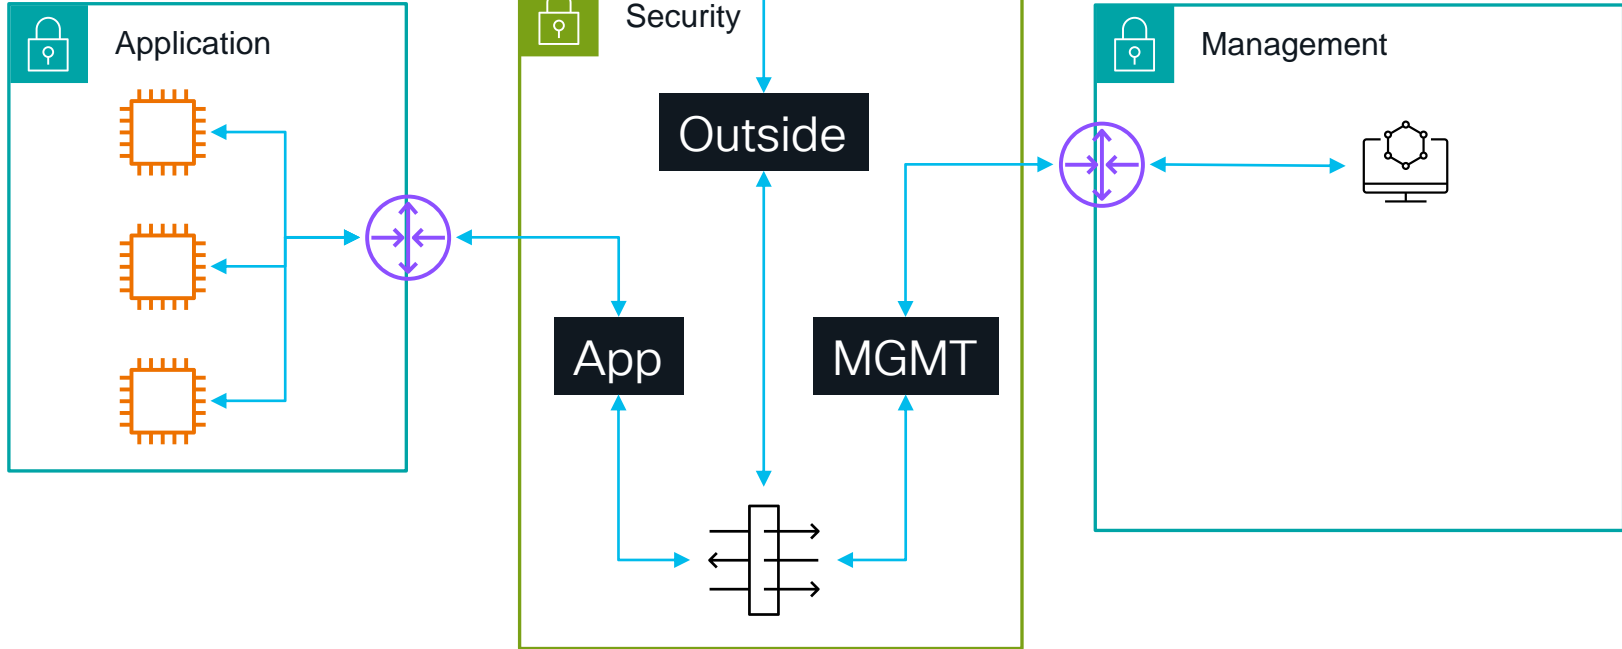 Application
Security
Management
Outside
App
MGMT